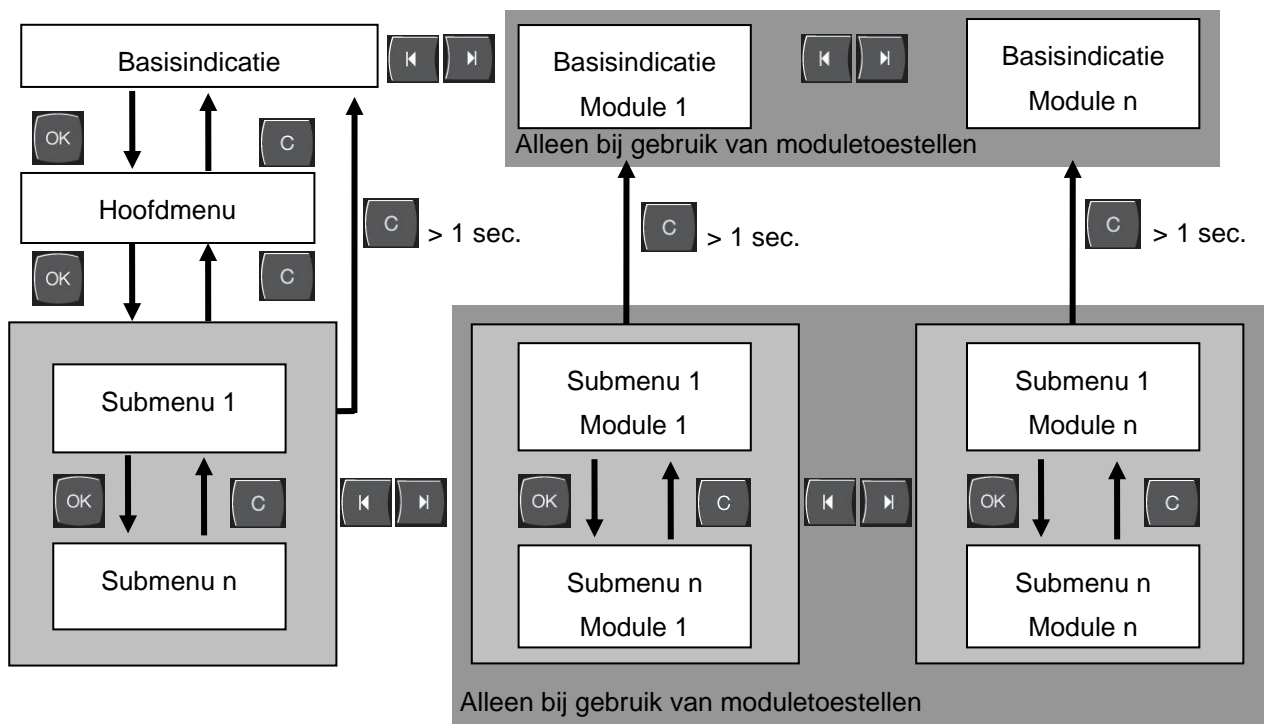 Basisindicatie
Basisindicatie
Module 1
Basisindicatie
Module n
Alleen bij gebruik van moduletoestellen
OK
C
Hoofdmenu
C > 1 sec.
C > 1 sec.
C > 1 sec.
OK
C
Submenu 1
OK
C
Submenu n
Submenu 1
Module 1
OK
C
Submenu n
Module 1
Submenu 1
Module n
OK
C
Submenu n
Module n
Alleen bij gebruik van moduletoestellen